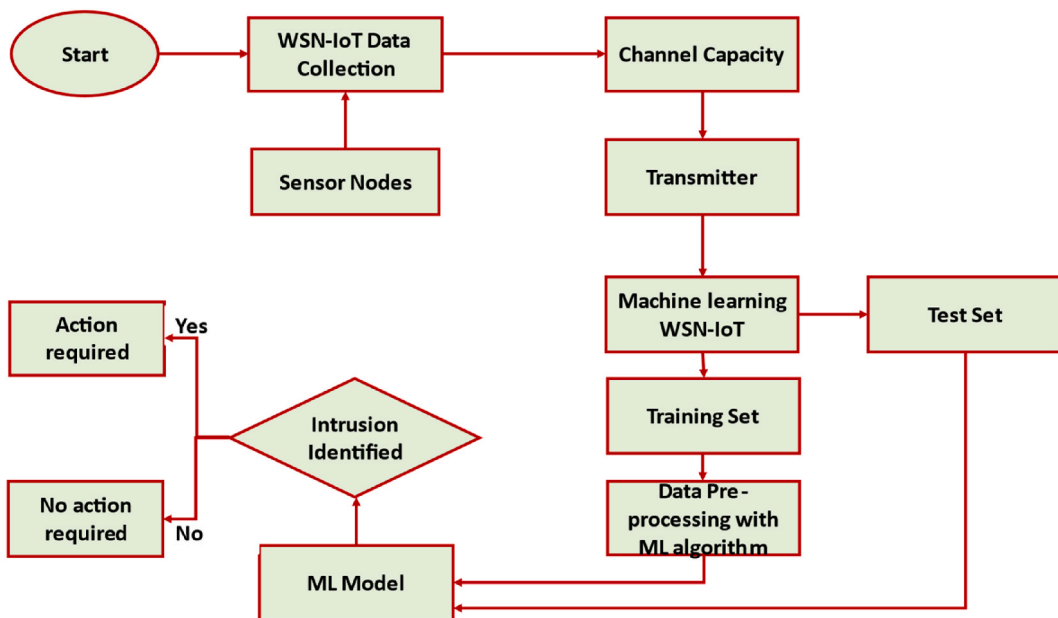 Start
WSN-IoT Data
Collection
Channel Capacity
Sensor Nodes
Transmitter
Machine learning
WSN-IoT
Test Set
Action
required
Yes
Training Set
Intrusion
Identified
No action
required
No
Data Pre-
processing with
ML algorithm
ML Model